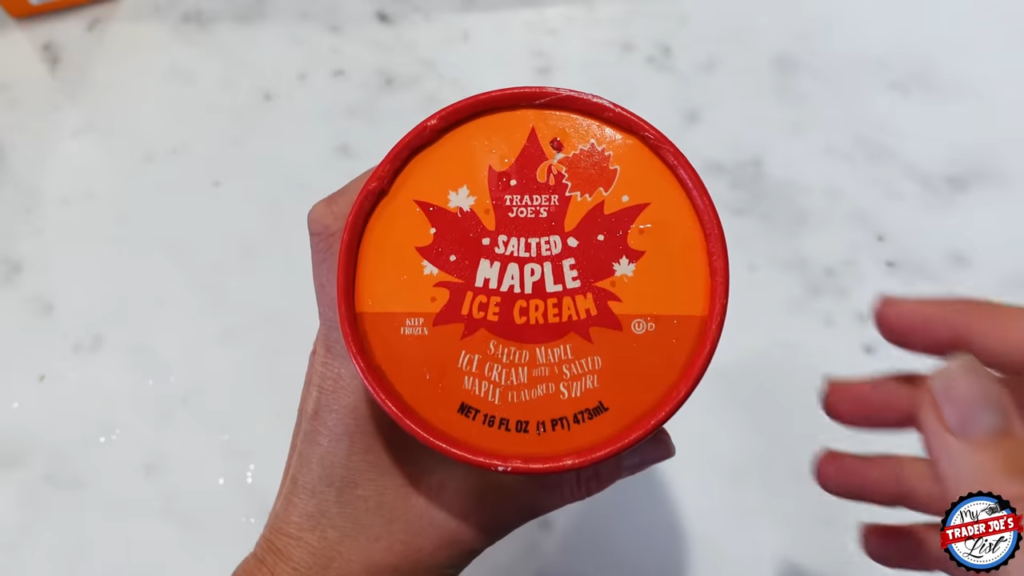 TRADER
JOE'S
SALTED
MAPLE
ICE CREAM
KEEP
FROZEN
U D
SALTED MAPLE
ICE CREAM WITH A SALTED
MAPLE FLAVORED SWIRL
NET 16 FL OZ (1 PT) 473mL
My
TRADER JOE'S
List